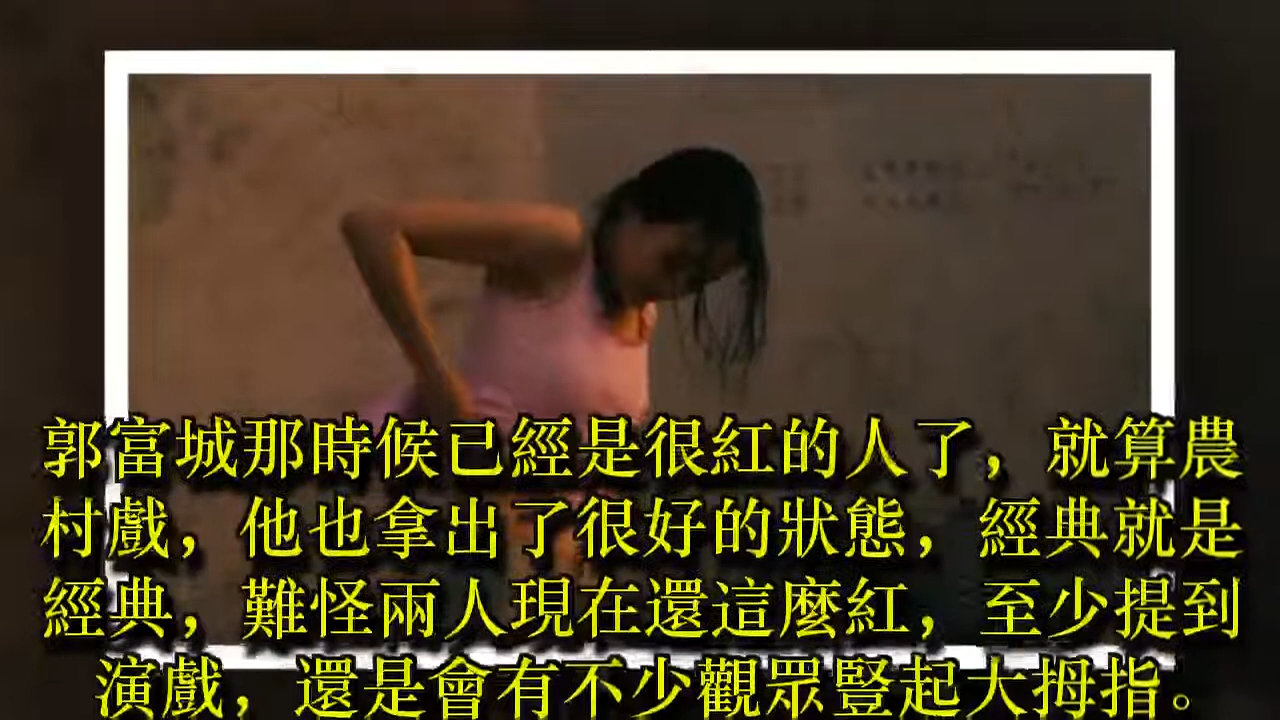 郭富城那時候已經是很紅的人了，就算農
村戲，他也拿出了很好的狀態，經典就是
經典，難怪兩人現在還這麼紅，至少提到
演戲，還是會有不少觀眾豎起大拇指。